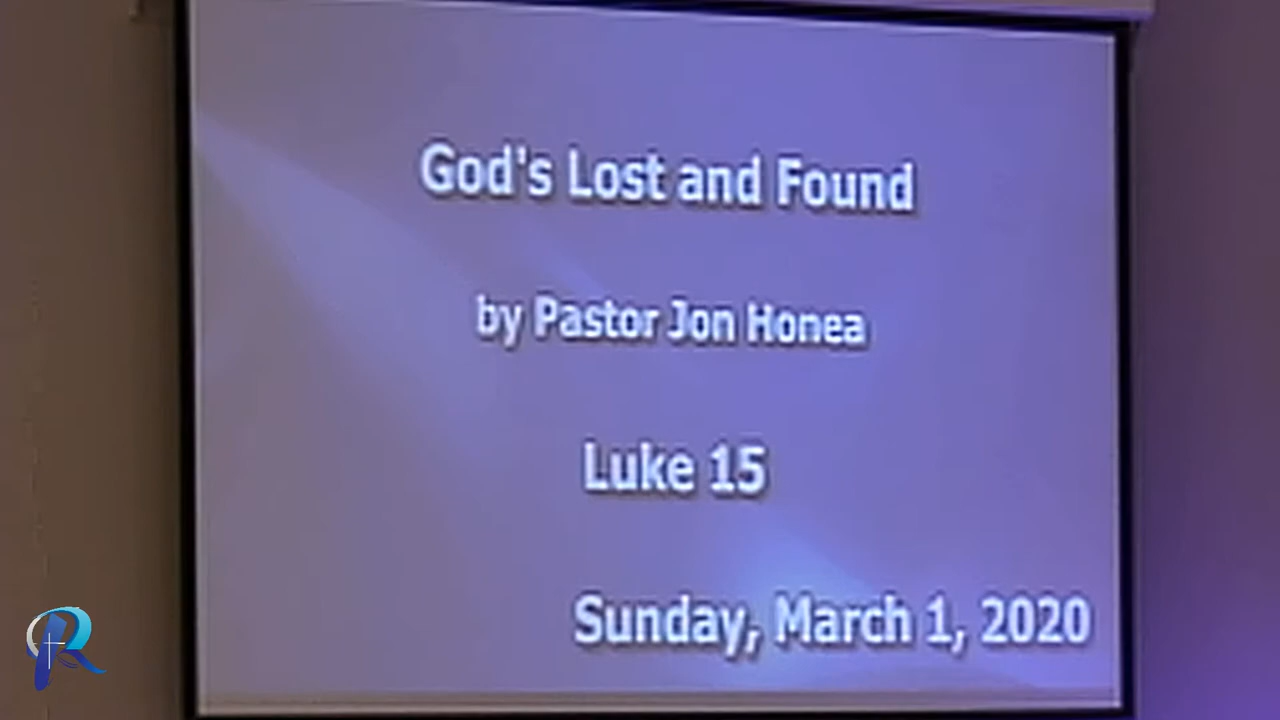 God's Lost and Found
by Pastor Jon Honea
Luke 15
Sunday, March 1, 2020